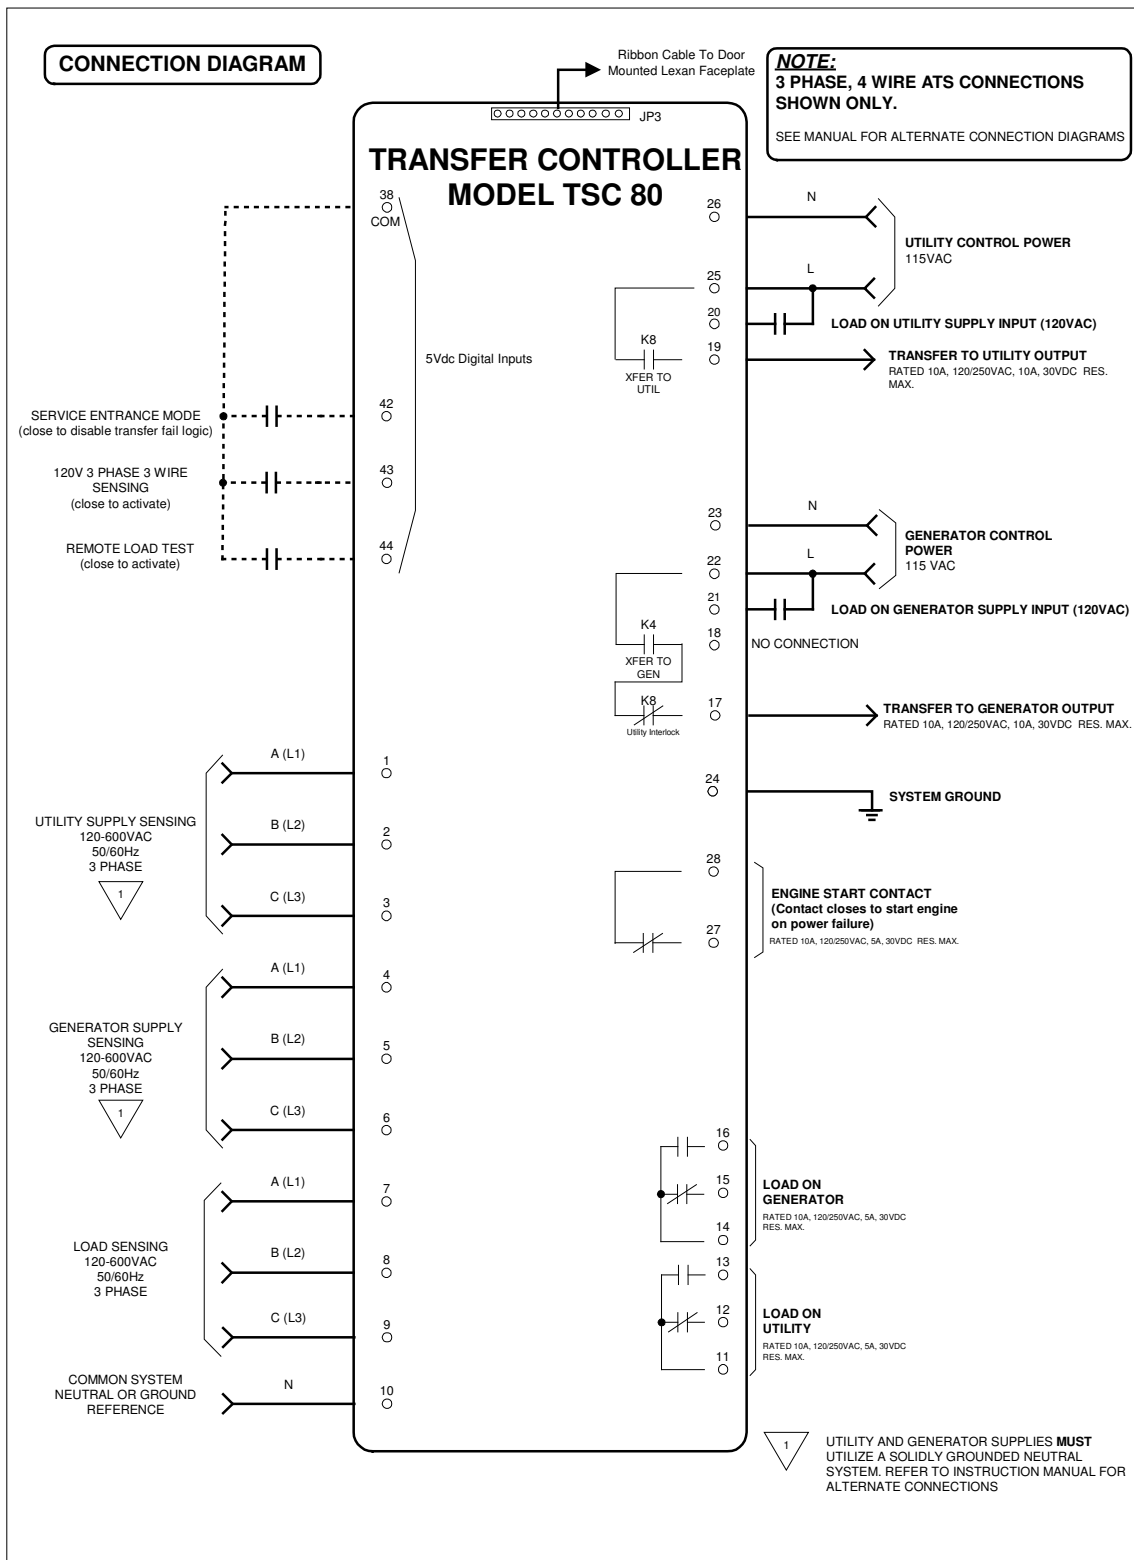 CONNECTION DIAGRAM
Ribbon Cable To Door
Mounted Lexan Faceplate
NOTE:
3 PHASE, 4 WIRE ATS CONNECTIONS
SHOWN ONLY.
SEE MANUAL FOR ALTERNATE CONNECTION DIAGRAMS
JP3
TRANSFER CONTROLLER
MODEL TSC 80
38
COM
5Vdc Digital Inputs
SERVICE ENTRANCE MODE
(close to disable transfer fail logic)
42
120V 3 PHASE 3 WIRE
SENSING
(close to activate)
43
REMOTE LOAD TEST
(close to activate)
44
26
N
UTILITY CONTROL POWER
115VAC
25
L
20
LOAD ON UTILITY SUPPLY INPUT (120VAC)
K8
XFER TO
UTIL
19
TRANSFER TO UTILITY OUTPUT
RATED 10A, 120/250VAC, 10A, 30VDC RES.
MAX.
23
N
GENERATOR CONTROL
POWER
115 VAC
22
L
21
LOAD ON GENERATOR SUPPLY INPUT (120VAC)
K4
XFER TO
GEN
18
NO CONNECTION
K8
Utility Interlock
17
TRANSFER TO GENERATOR OUTPUT
RATED 10A, 120/250VAC, 10A, 30VDC RES. MAX.
24
SYSTEM GROUND
28
27
ENGINE START CONTACT
(Contact closes to start engine
on power failure)
RATED 10A, 120/250VAC, 5A, 30VDC RES. MAX.
UTILITY SUPPLY SENSING
120-600VAC
50/60Hz
3 PHASE
1
A (L1)
1
B (L2)
2
C (L3)
3
GENERATOR SUPPLY
SENSING
120-600VAC
50/60Hz
3 PHASE
1
A (L1)
4
B (L2)
5
C (L3)
6
LOAD SENSING
120-600VAC
50/60Hz
3 PHASE
A (L1)
7
B (L2)
8
C (L3)
9
COMMON SYSTEM
NEUTRAL OR GROUND
REFERENCE
N
10
16
15
14
LOAD ON
GENERATOR
RATED 10A, 120/250VAC, 5A, 30VDC
RES. MAX.
13
12
11
LOAD ON
UTILITY
RATED 10A, 120/250VAC, 5A, 30VDC
RES. MAX.
1
UTILITY AND GENERATOR SUPPLIES MUST
UTILIZE A SOLIDLY GROUNDED NEUTRAL
SYSTEM. REFER TO INSTRUCTION MANUAL FOR
ALTERNATE CONNECTIONS